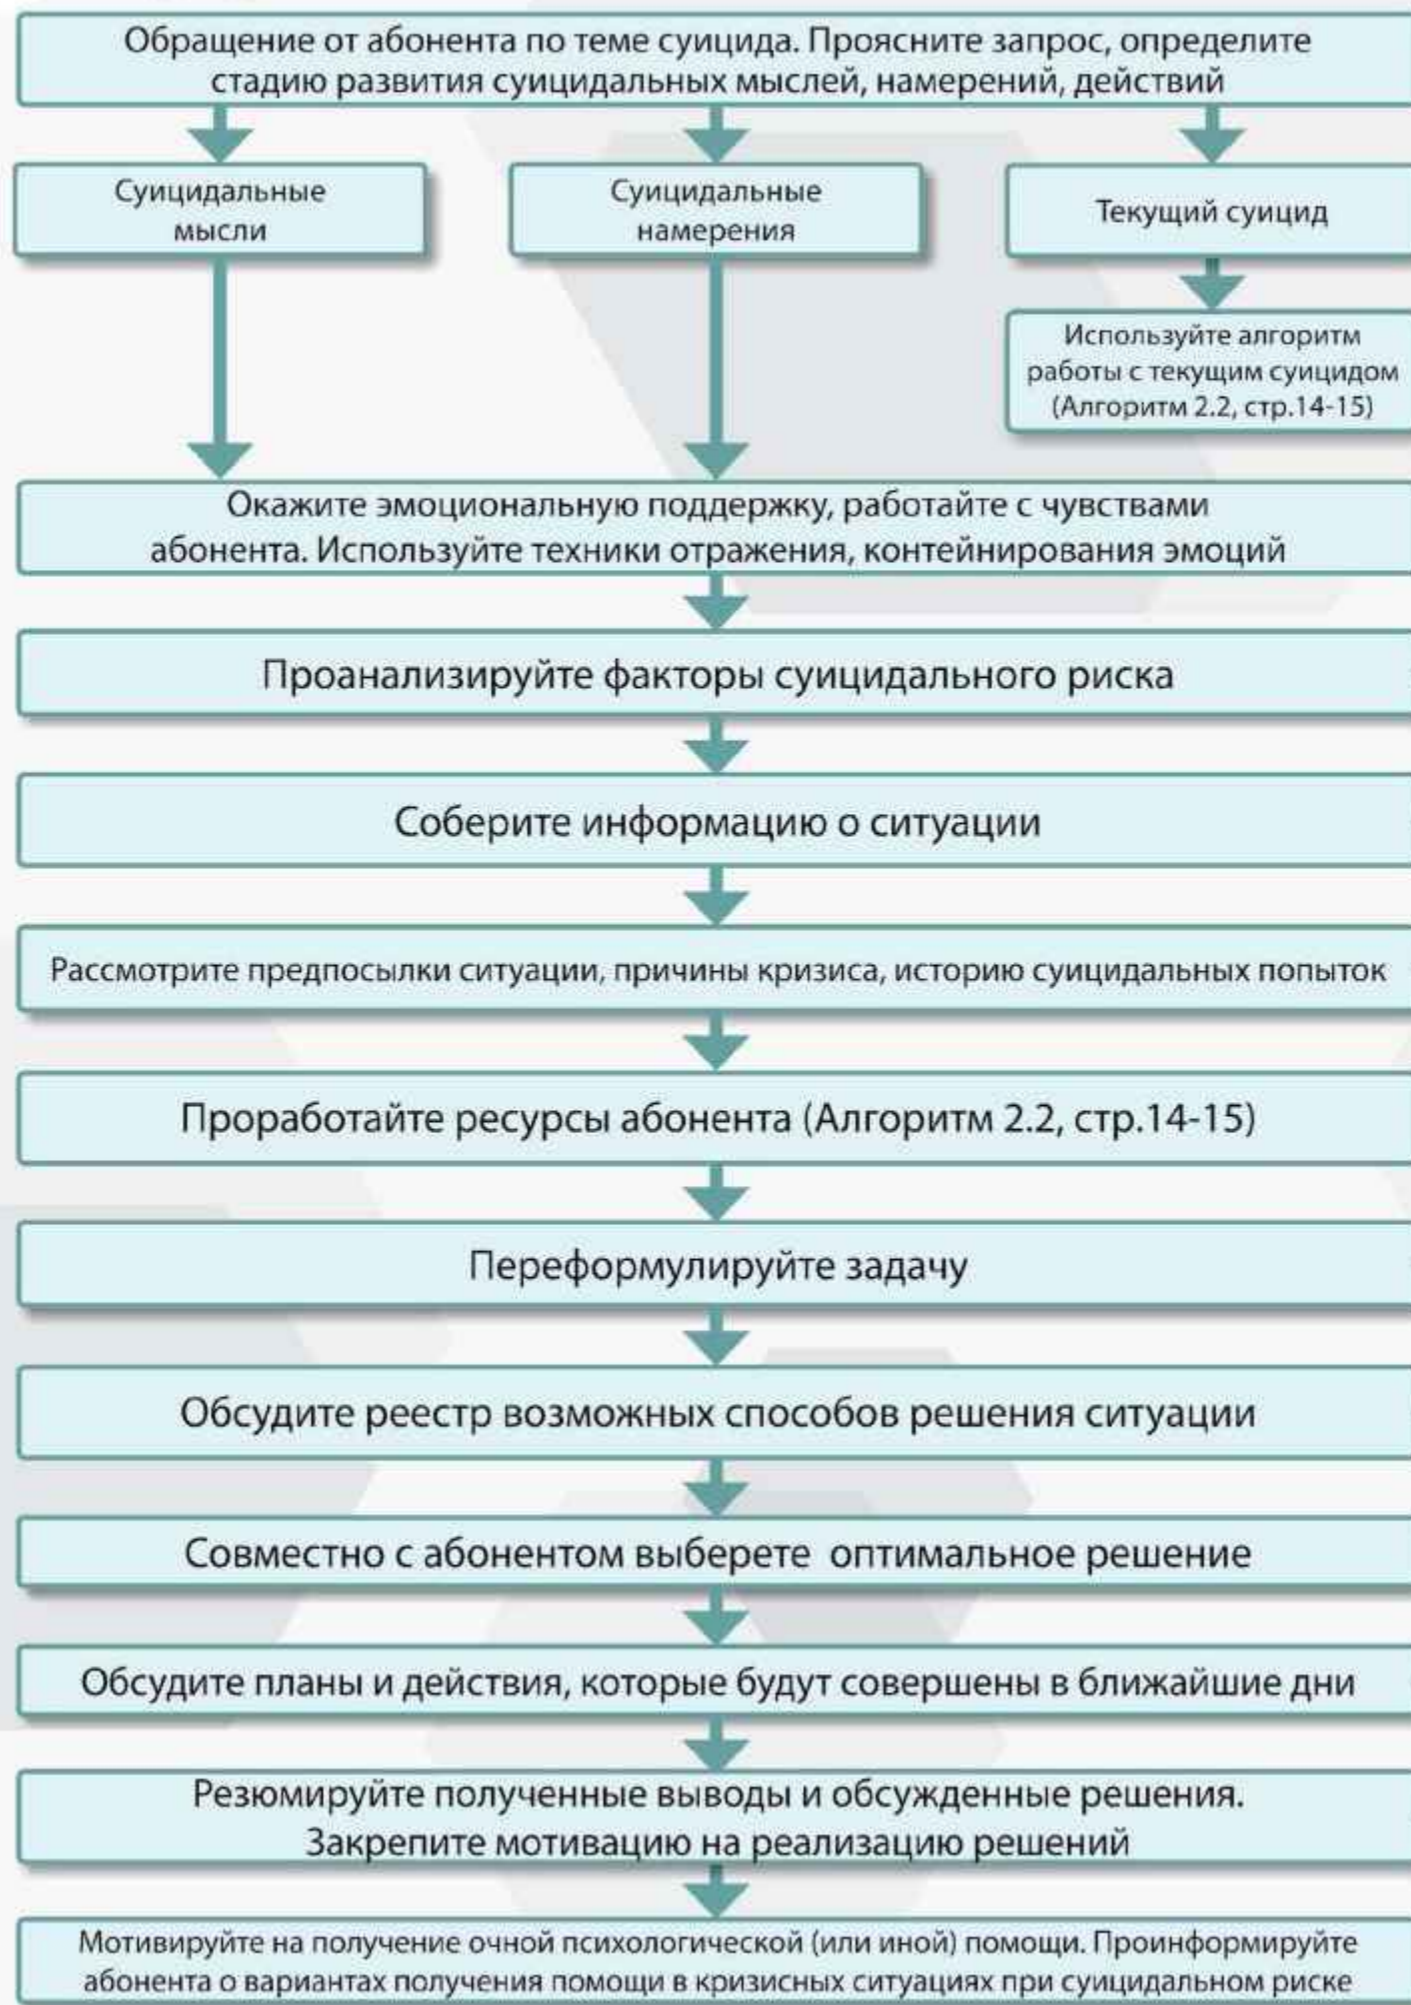 Обращение от абонента по теме суицида. Проясните запрос, определите
стадию развития суицидальных мыслей, намерений, действий
Суицидальные
мысли
Суицидальные
намерения
Текущий суицид
Используйте алгоритм
работы с текущим суицидом
(Алгоритм 2.2, стр.14-15)
Окажите эмоциональную поддержку, работайте с чувствами
абонента. Используйте техники отражения, контейнирования эмоций
Проанализируйте факторы суицидального риска
Соберите информацию о ситуации
Рассмотрите предпосылки ситуации, причины кризиса, историю суицидальных попыток
Проработайте ресурсы абонента (Алгоритм 2.2, стр.14-15)
Переформулируйте задачу
Обсудите реестр возможных способов решения ситуации
Совместно с абонентом выберете оптимальное решение
Обсудите планы и действия, которые будут совершены в ближайшие дни
Резюмируйте полученные выводы и обсужденные решения.
Закрепите мотивацию на реализацию решений
Мотивируйте на получение очной психологической (или иной) помощи. Проинформируйте
абонента о вариантах получения помощи в кризисных ситуациях при суицидальном риске